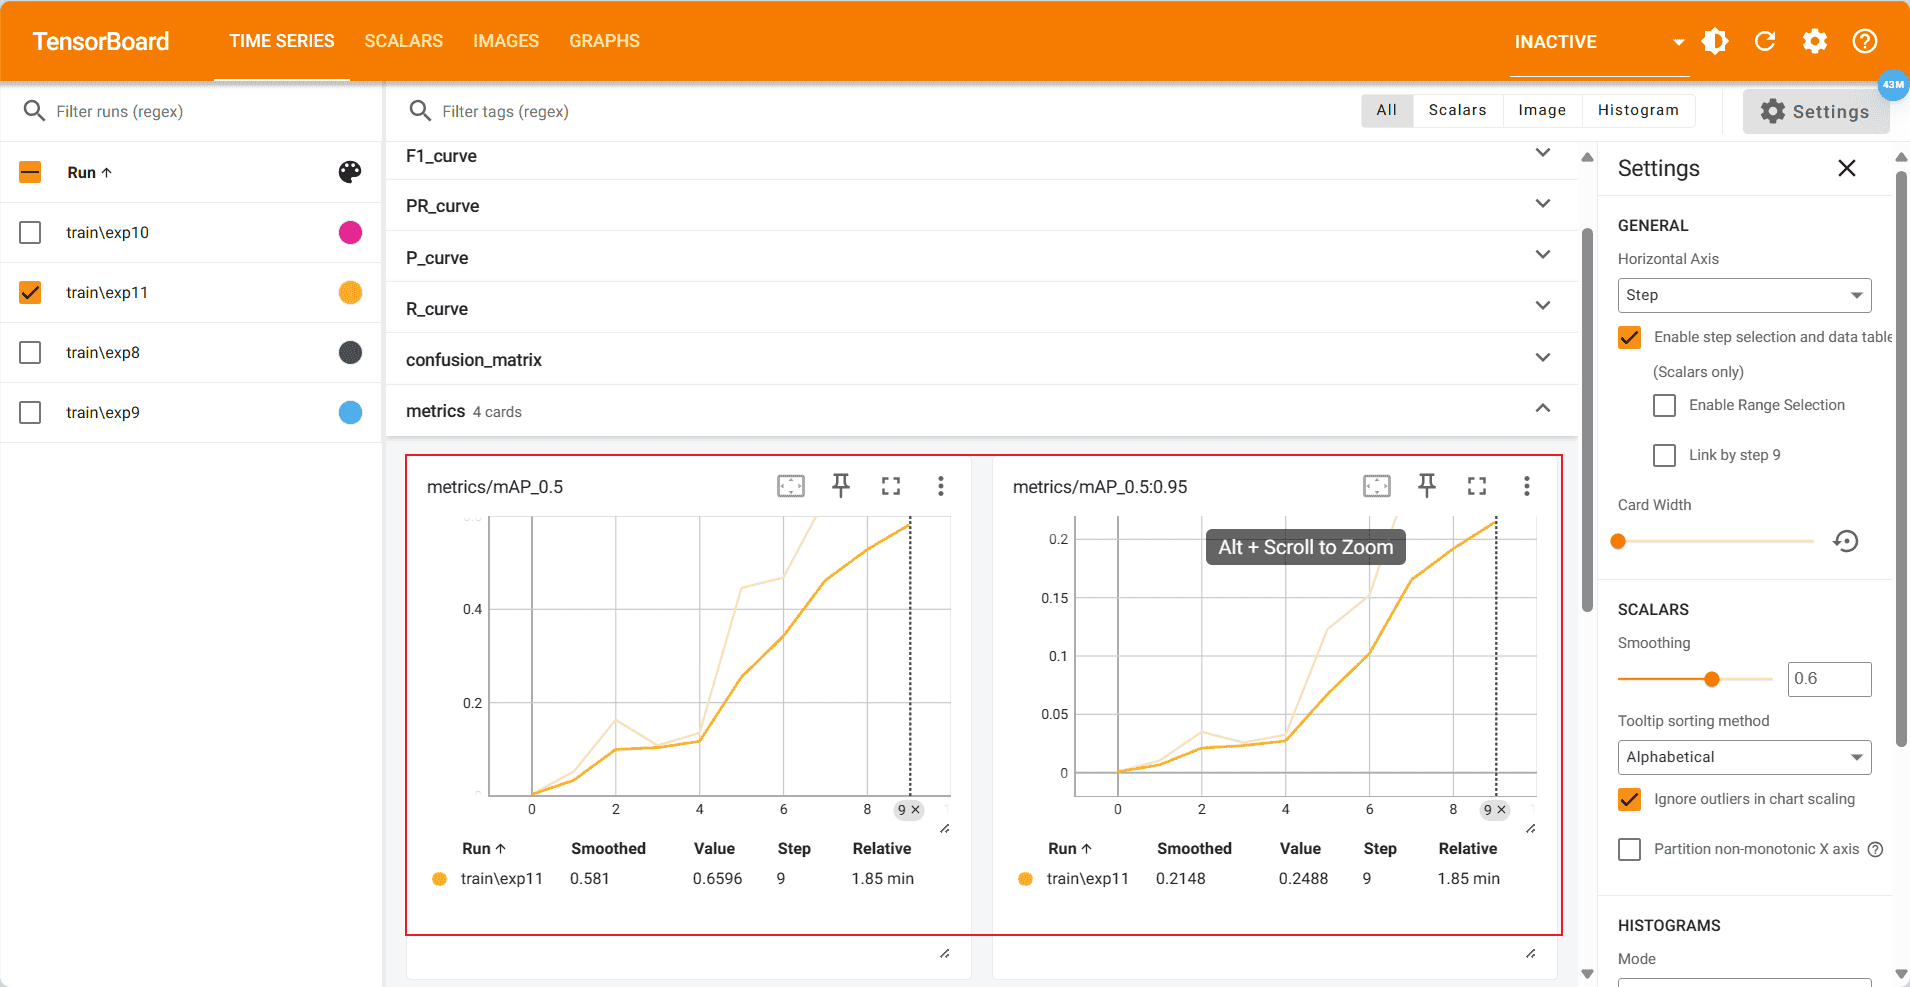 TensorBoard TIME SERIES SCALARS IMAGES GRAPHS INACTIVE
43M
Filter runs (regex)
Filter tags (regex)
All Scalars Image Histogram
Settings
Run
train\exp10
train\exp11
train\exp8
train\exp9
F1_curve
PR_curve
P_curve
R_curve
confusion_matrix
metrics 4 cards
metrics/mAP_0.5
0.4
0.2
0 2 4 6 8 9 ×
Run Smoothed Value Step Relative
train\exp11 0.581 0.6596 9 1.85 min
metrics/mAP_0.5:0.95
Alt + Scroll to Zoom
0.2
0.15
0.1
0.05
0
0 2 4 6 8 9 ×
Run Smoothed Value Step Relative
train\exp11 0.2148 0.2488 9 1.85 min
Settings
GENERAL
Horizontal Axis
Step
Enable step selection and data table
(Scalars only)
Enable Range Selection
Link by step 9
Card Width
SCALARS
Smoothing
0.6
Tooltip sorting method
Alphabetical
Ignore outliers in chart scaling
Partition non-monotonic X axis
HISTOGRAMS
Mode